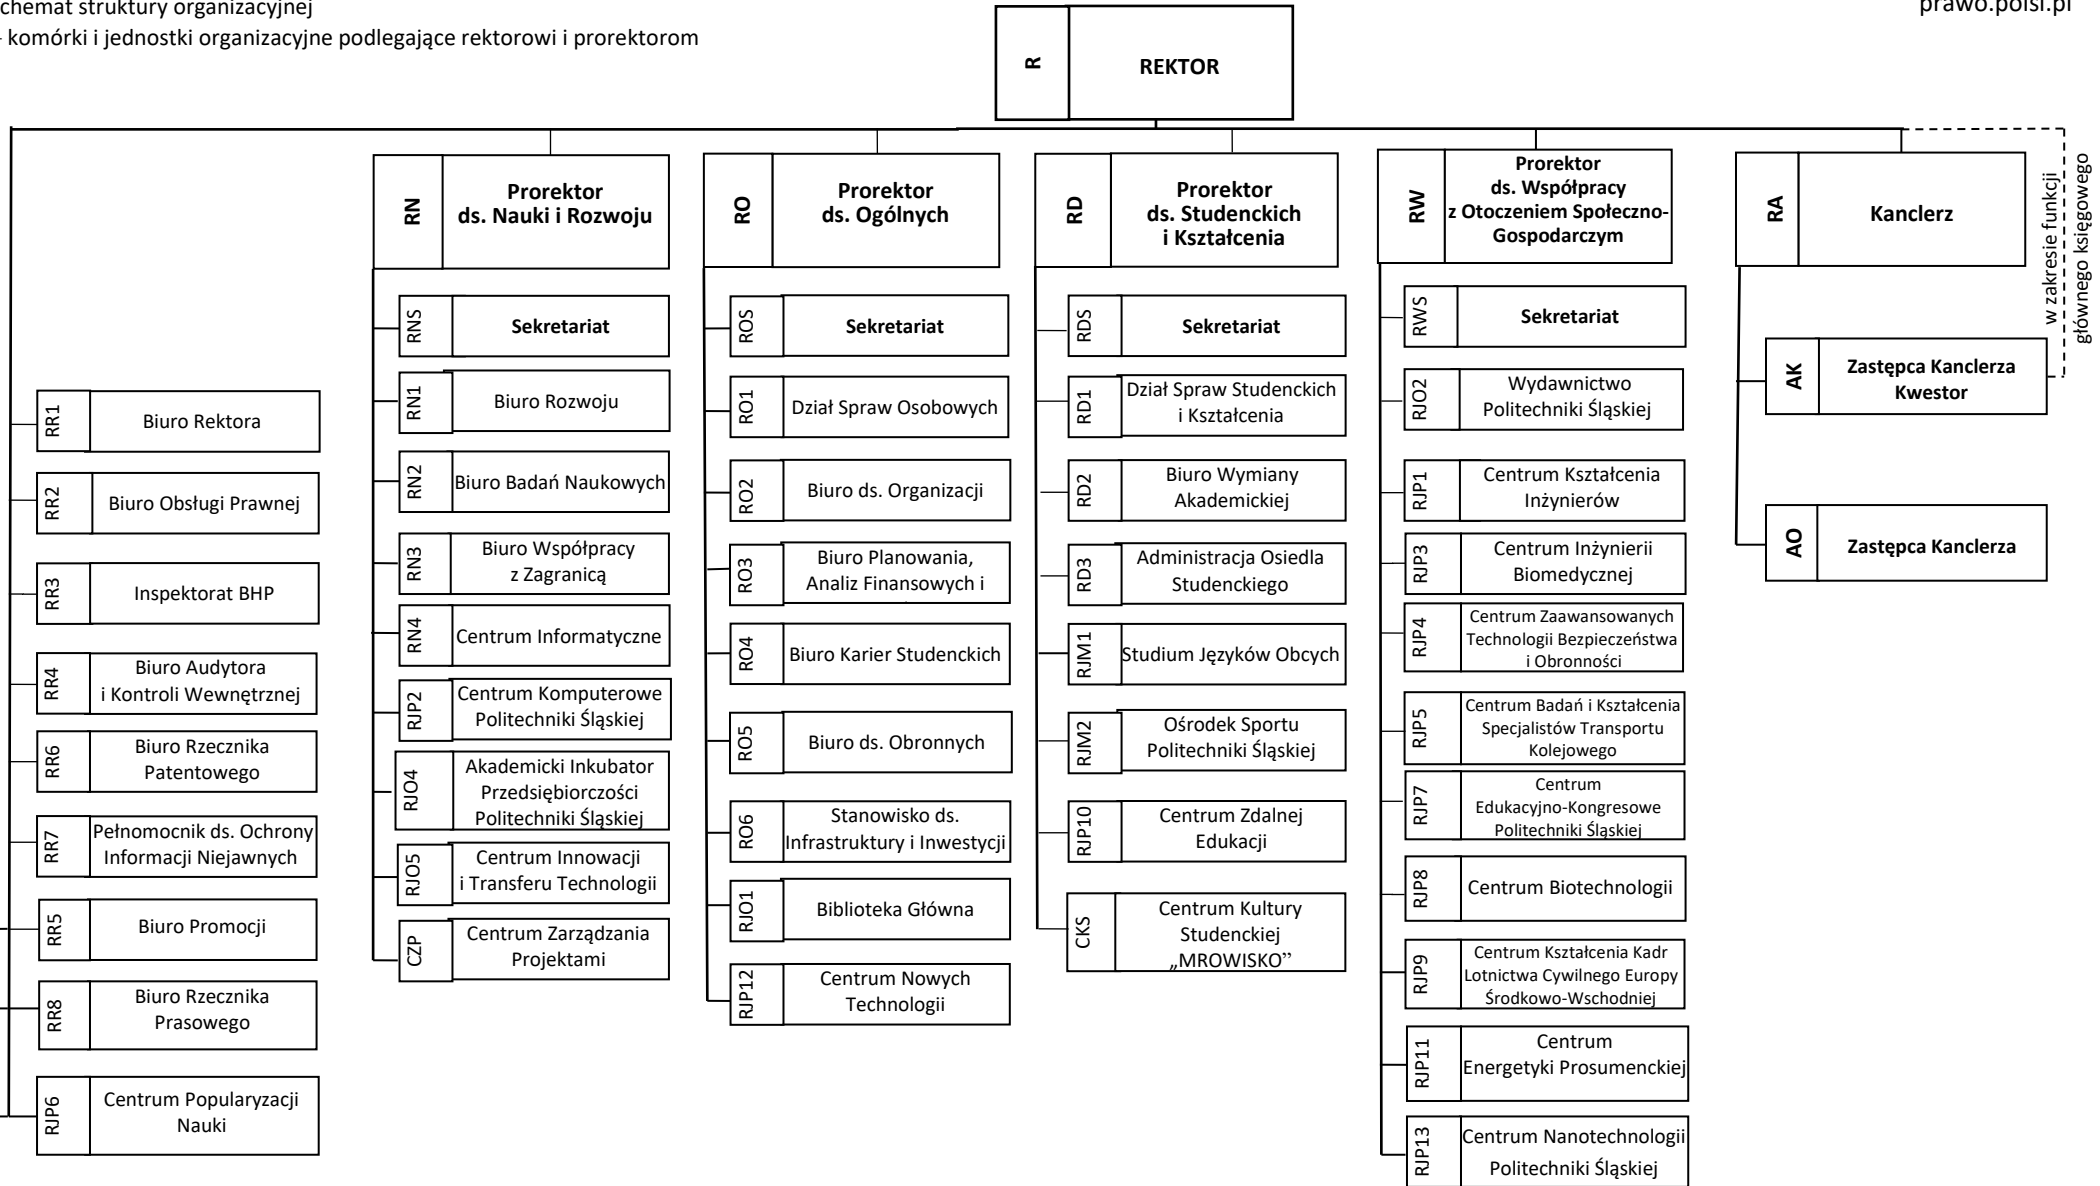 chemat struktury organizacyjnej
- komórki i jednostki organizacyjne podlegające rektorowi i prorektorom
prawo.polsl.pl
R
REKTOR
RR1
Biuro Rektora
RR2
Biuro Obsługi Prawnej
RR3
Inspektorat BHP
RR4
Biuro Audytora
i Kontroli Wewnętrznej
RR6
Biuro Rzecznika
Patentowego
RR7
Pełnomocnik ds. Ochrony
Informacji Niejawnych
RR5
Biuro Promocji
RR8
Biuro Rzecznika
Prasowego
RJP6
Centrum Popularyzacji
Nauki
RN
Prorektor
ds. Nauki i Rozwoju
RNS
Sekretariat
RN1
Biuro Rozwoju
RN2
Biuro Badań Naukowych
RN3
Biuro Współpracy
z Zagranicą
RN4
Centrum Informatyczne
RJP2
Centrum Komputerowe
Politechniki Śląskiej
RJO4
Akademicki Inkubator
Przedsiębiorczości
Politechniki Śląskiej
RJO5
Centrum Innowacji
i Transferu Technologii
CZP
Centrum Zarządzania
Projektami
RO
Prorektor
ds. Ogólnych
ROS
Sekretariat
RO1
Dział Spraw Osobowych
RO2
Biuro ds. Organizacji
RO3
Biuro Planowania,
Analiz Finansowych i
RO4
Biuro Karier Studenckich
RO5
Biuro ds. Obronnych
RO6
Stanowisko ds.
Infrastruktury i Inwestycji
RJO1
Biblioteka Główna
RJP12
Centrum Nowych
Technologii
RD
Prorektor
ds. Studenckich
i Kształcenia
RDS
Sekretariat
RD1
Dział Spraw Studenckich
i Kształcenia
RD2
Biuro Wymiany
Akademickiej
RD3
Administracja Osiedla
Studenckiego
RJM1
Studium Języków Obcych
RJM2
Ośrodek Sportu
Politechniki Śląskiej
RJP10
Centrum Zdalnej
Edukacji
CKS
Centrum Kultury
Studenckiej
„MROWISKO”
RW
Prorektor
ds. Współpracy
z Otoczeniem Społeczno-
Gospodarczym
RWS
Sekretariat
RJO2
Wydawnictwo
Politechniki Śląskiej
RJP1
Centrum Kształcenia
Inżynierów
RJP3
Centrum Inżynierii
Biomedycznej
RJP4
Centrum Zaawansowanych
Technologii Bezpieczeństwa
i Obronności
RJP5
Centrum Badań i Kształcenia
Specjalistów Transportu
Kolejowego
RJP7
Centrum
Edukacyjno-Kongresowe
Politechniki Śląskiej
RJP8
Centrum Biotechnologii
RJP9
Centrum Kształcenia Kadr
Lotnictwa Cywilnego Europy
Środkowo-Wschodniej
RJP11
Centrum
Energetyki Prosumenckiej
RJP13
Centrum Nanotechnologii
Politechniki Śląskiej
RA
Kanclerz
AK
Zastępca Kanclerza
Kwestor
AO
Zastępca Kanclerza
w zakresie funkcji
głównego księgowego